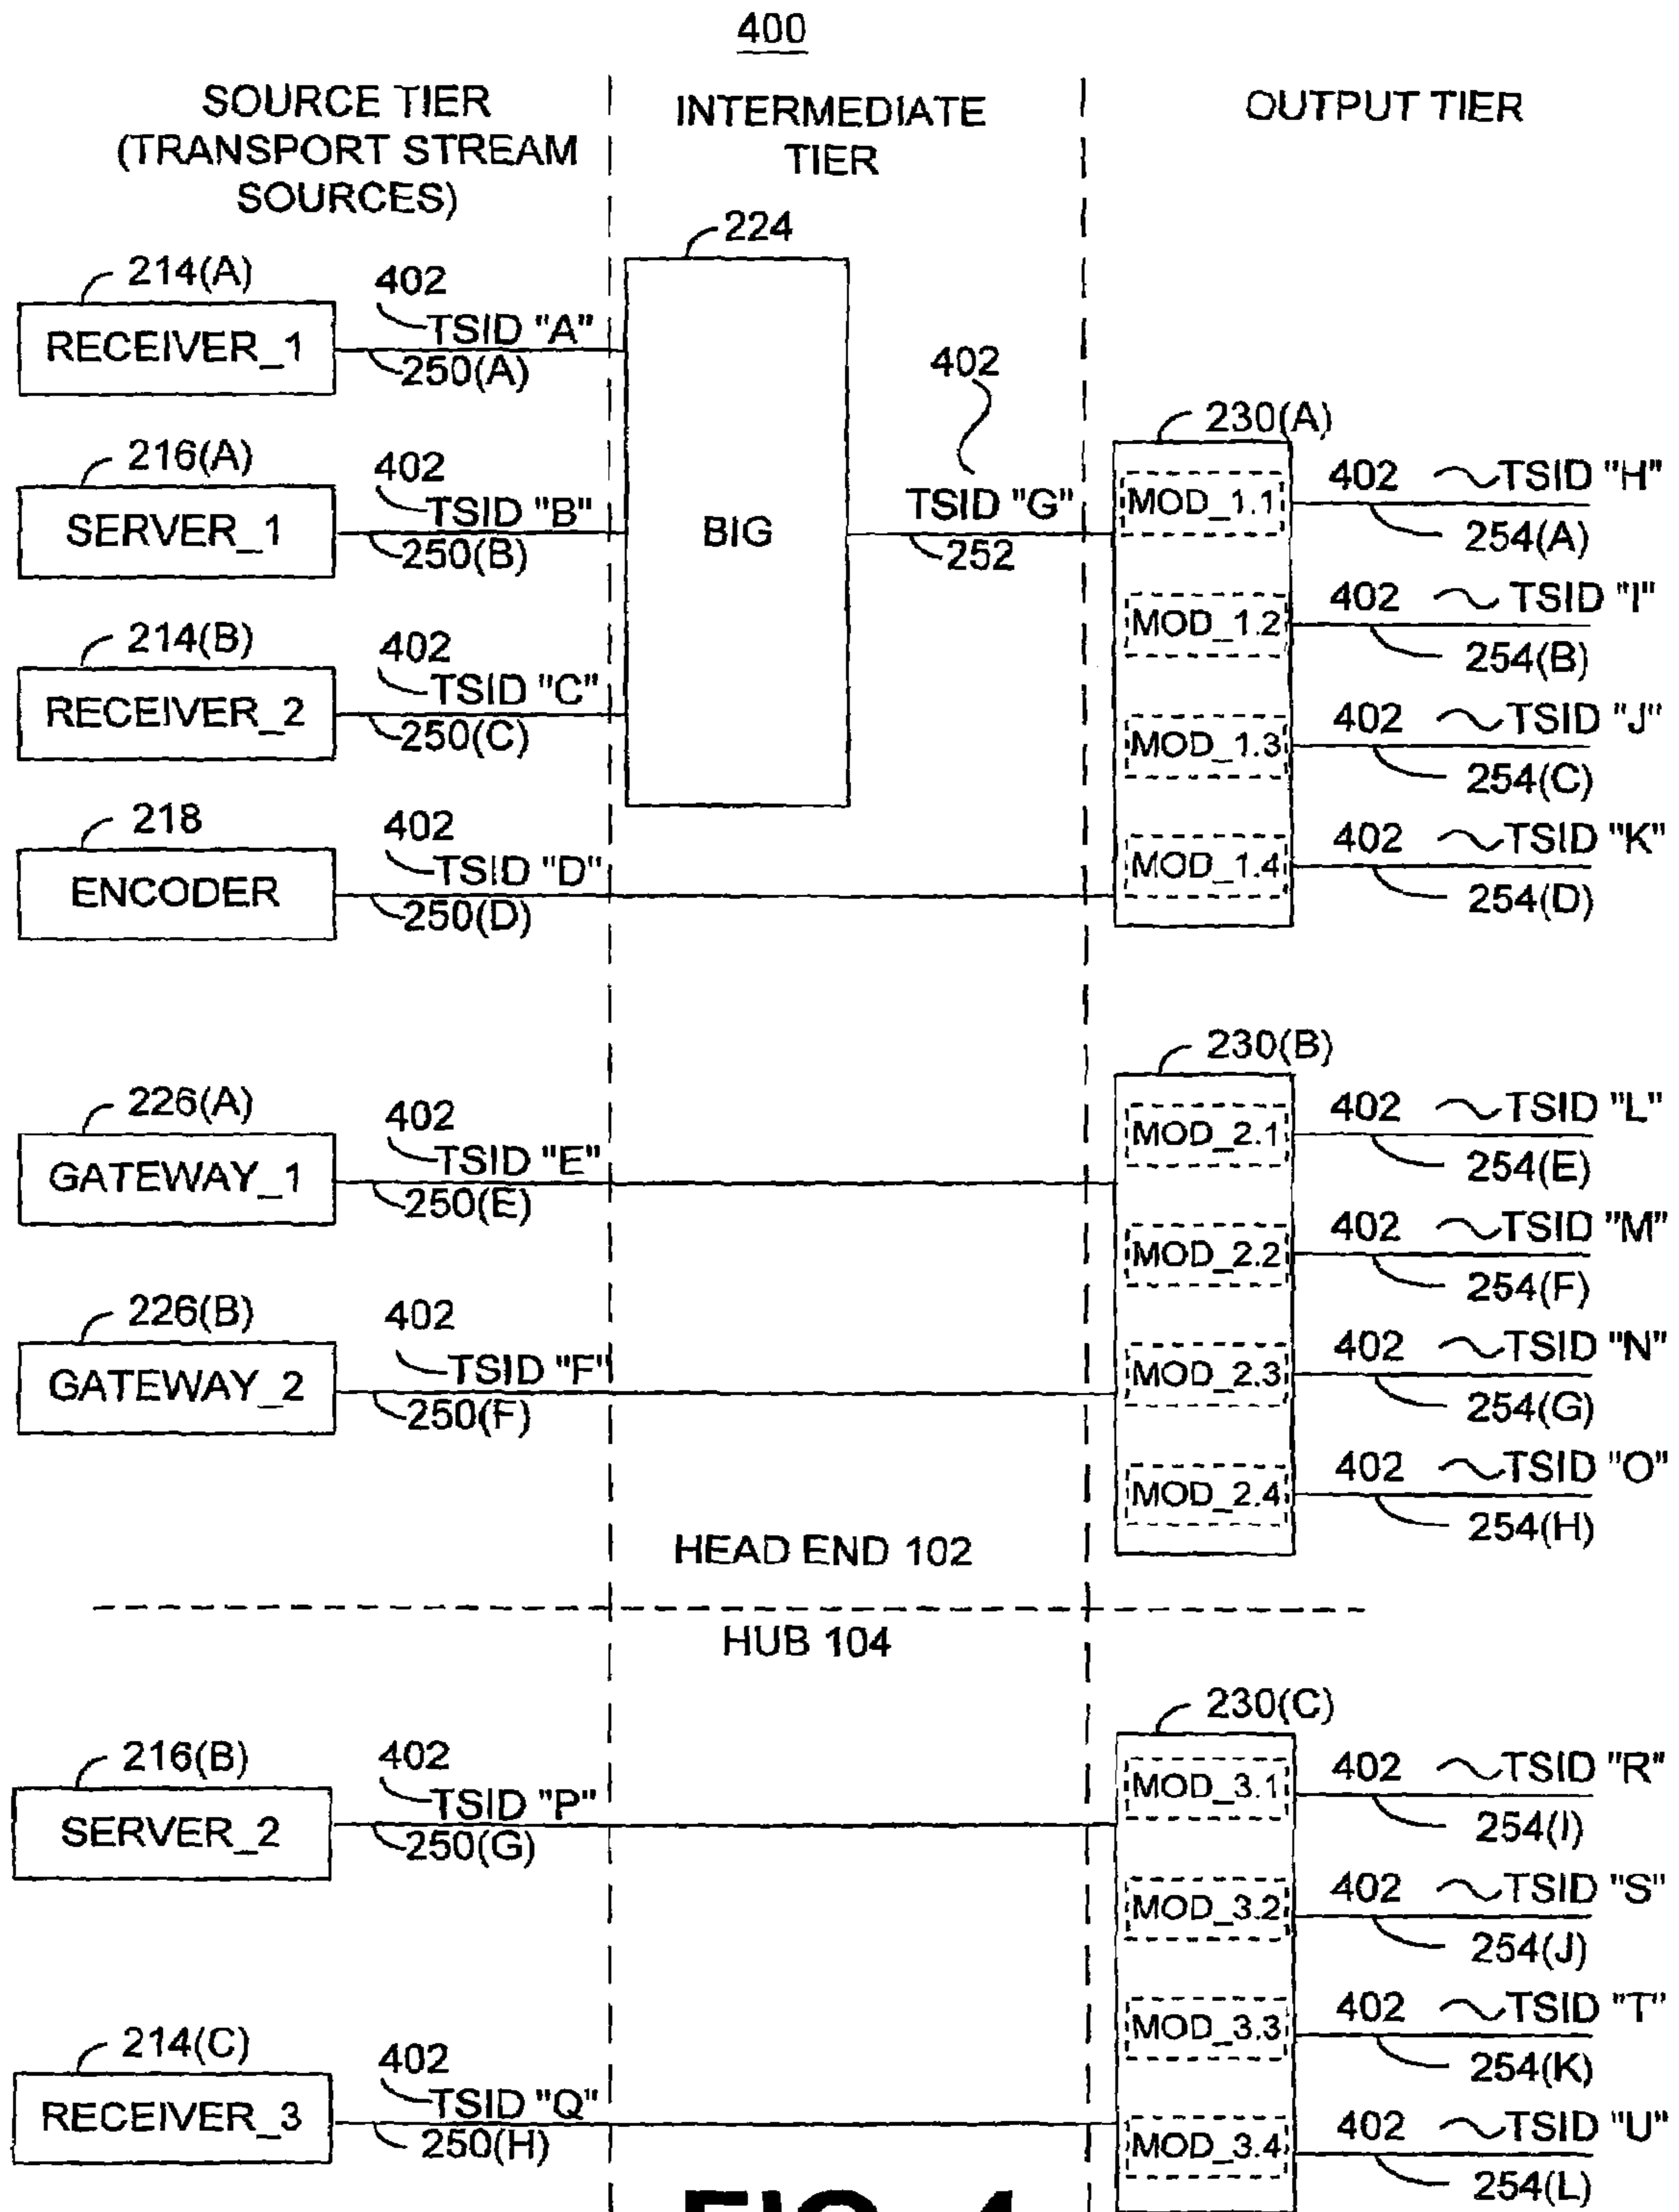 400
SOURCE TIER
(TRANSPORT STREAM
SOURCES)
INTERMEDIATE
TIER
OUTPUT TIER
224
214(A)
RECEIVER_1
402
TSID "A"
250(A)
216(A)
SERVER_1
402
TSID "B"
250(B)
214(B)
RECEIVER_2
402
TSID "C"
250(C)
218
ENCODER
402
TSID "D"
250(D)
BIG
402
TSID "G"
252
230(A)
MOD_1.1
402
TSID "H"
254(A)
MOD_1.2
402
TSID "I"
254(B)
MOD_1.3
402
TSID "J"
254(C)
MOD_1.4
402
TSID "K"
254(D)
226(A)
GATEWAY_1
402
TSID "E"
250(E)
226(B)
GATEWAY_2
402
TSID "F"
250(F)
230(B)
MOD_2.1
402
TSID "L"
254(E)
MOD_2.2
402
TSID "M"
254(F)
MOD_2.3
402
TSID "N"
254(G)
MOD_2.4
402
TSID "O"
254(H)
HEAD END 102
HUB 104
216(B)
SERVER_2
402
TSID "P"
250(G)
214(C)
RECEIVER_3
402
TSID "Q"
250(H)
230(C)
MOD_3.1
402
TSID "R"
254(I)
MOD_3.2
402
TSID "S"
254(J)
MOD_3.3
402
TSID "T"
254(K)
MOD_3.4
402
TSID "U"
254(L)